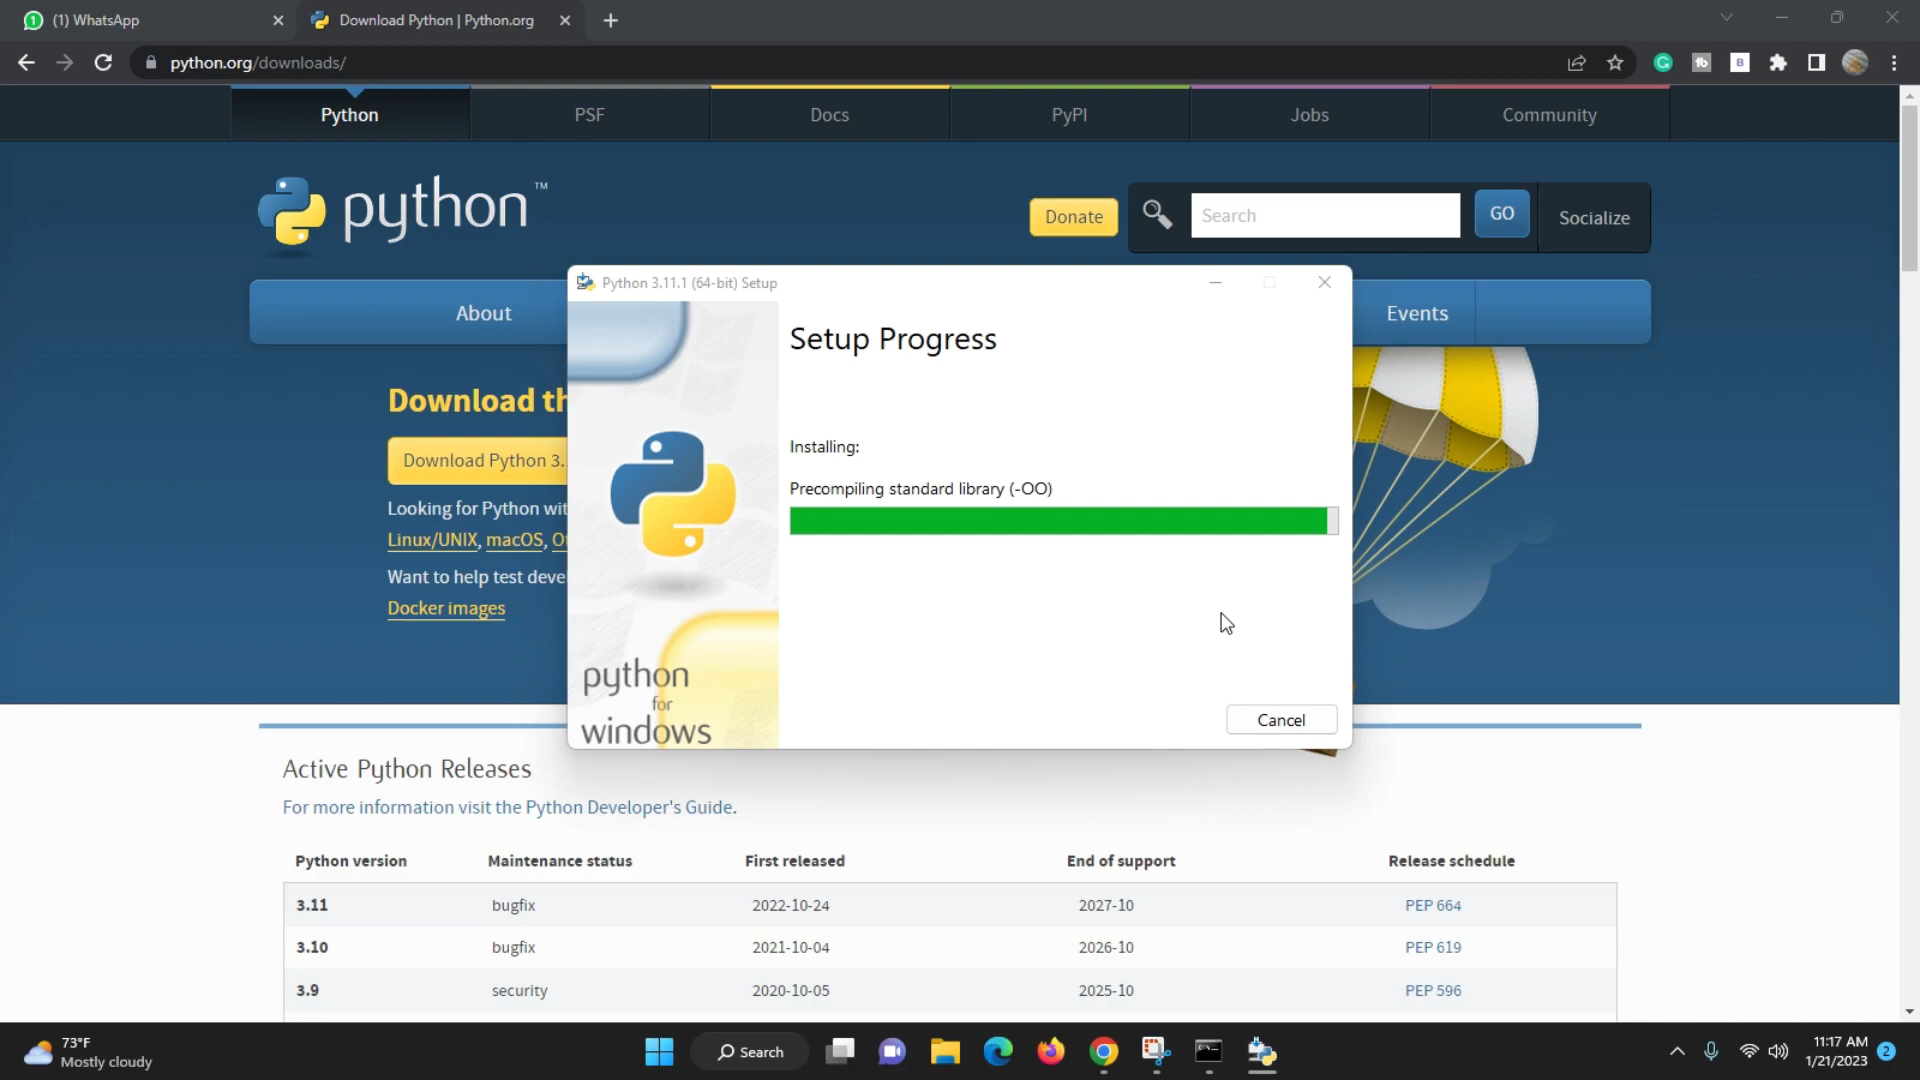 (1) WhatsApp
Download Python | Python.org
python.org/downloads/
Python
PSF
Docs
PyPI
Jobs
Community
python™
Donate
Search
GO
Socialize
About
Events
Python 3.11.1 (64-bit) Setup
Setup Progress
Installing:
Precompiling standard library (-OO)
Cancel
python
for
windows
Download th
Download Python 3.
Looking for Python wit
Linux/UNIX, macOS, Ot
Want to help test deve
Docker images
Active Python Releases
For more information visit the Python Developer's Guide.
Python version Maintenance status First released End of support Release schedule
3.11 bugfix 2022-10-24 2027-10 PEP 664
3.10 bugfix 2021-10-04 2026-10 PEP 619
3.9 security 2020-10-05 2025-10 PEP 596
73°F
Mostly cloudy
Search
11:17 AM
1/21/2023
2